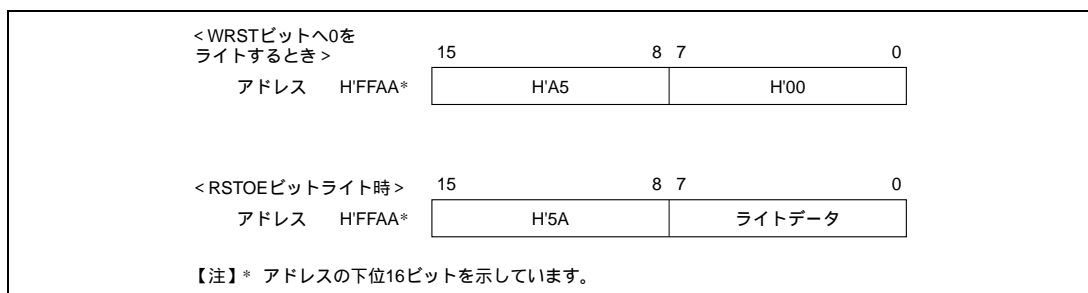 <WRSTビットへ0を
ライトするとき>
15 8 7 0
アドレス H'FFAA* H'A5 H'00
<RSTOEビットライト時> 15 8 7 0
アドレス H'FFAA* H'5A ライトデータ
【注】* アドレスの下位16ビットを示しています。